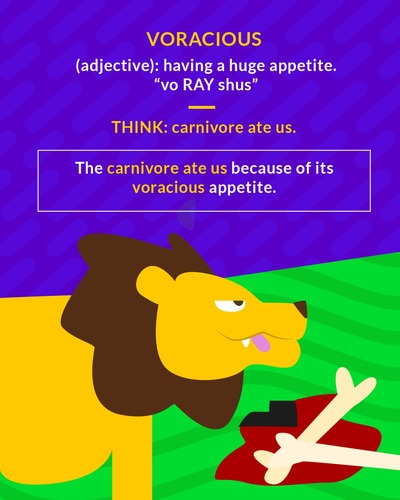 VORACIOUS
(adjective): having a huge appetite.
“vo RAY shus”
THINK: carnivore ate us.
The carnivore ate us because of its
voracious appetite.